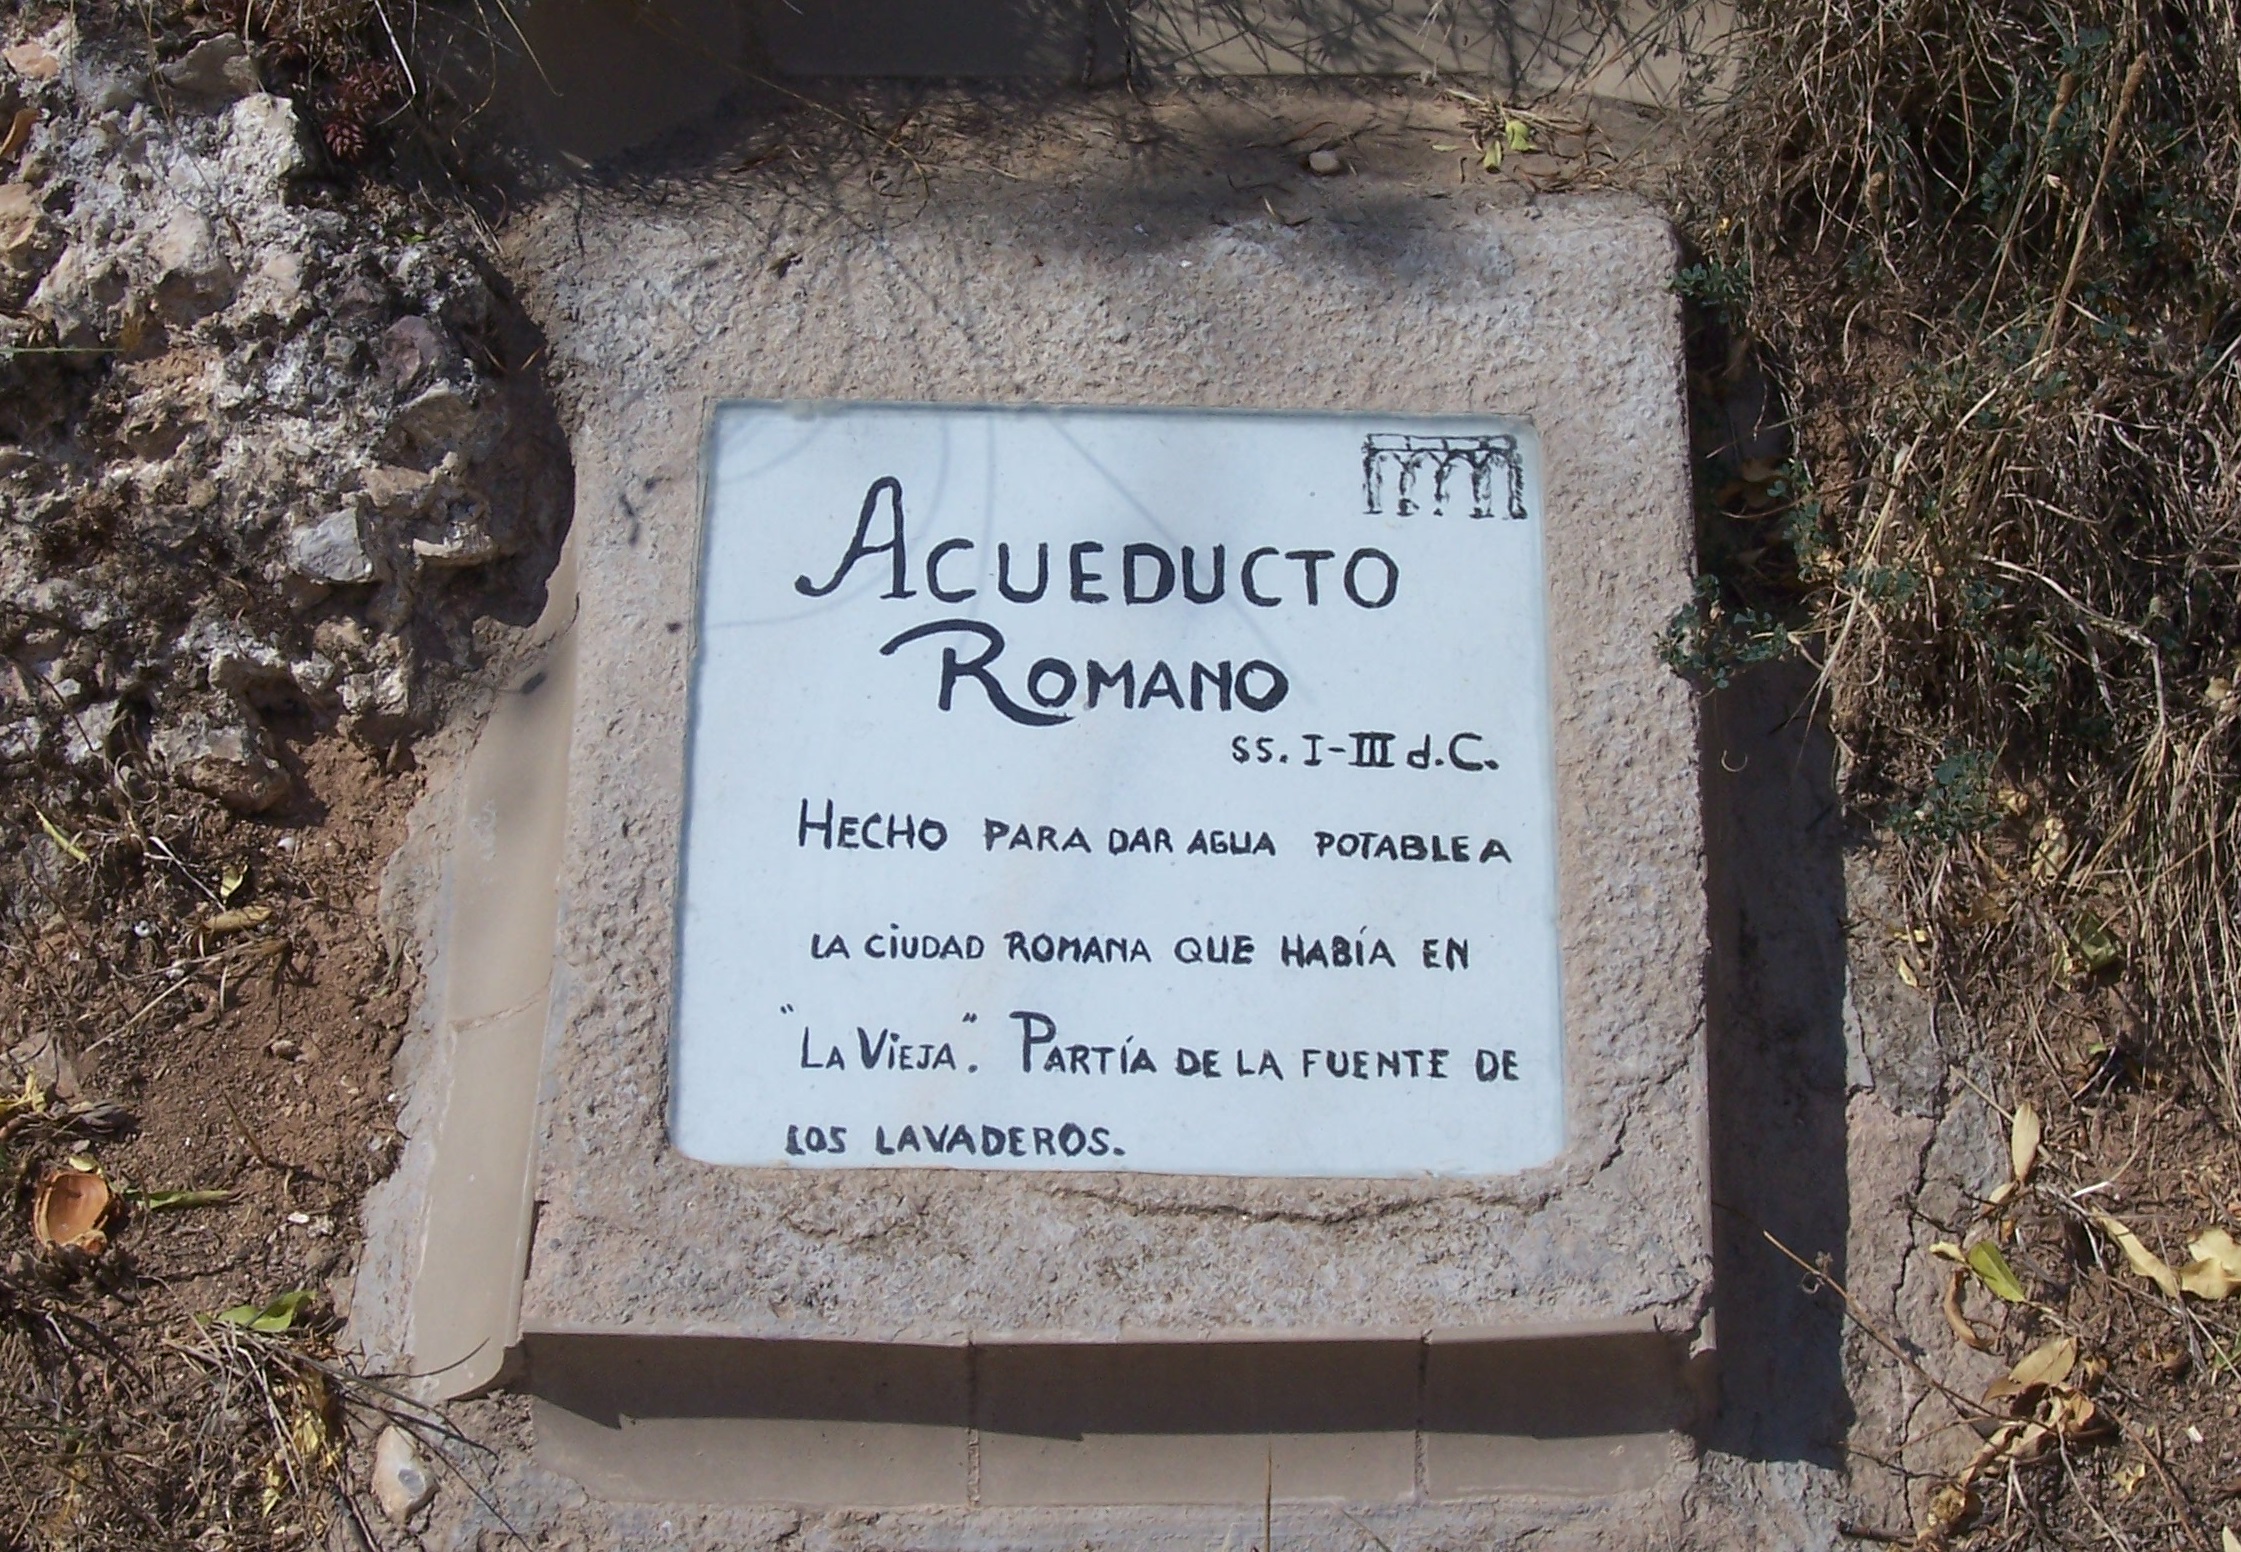 ACUEDUCTO
ROMANO
SS. I-III d.C.
HECHO PARA DAR AGUA POTABLE A
LA CIUDAD ROMANA QUE HABÍA EN
"LA VIEJA". PARTÍA DE LA FUENTE DE
LOS LAVADEROS.